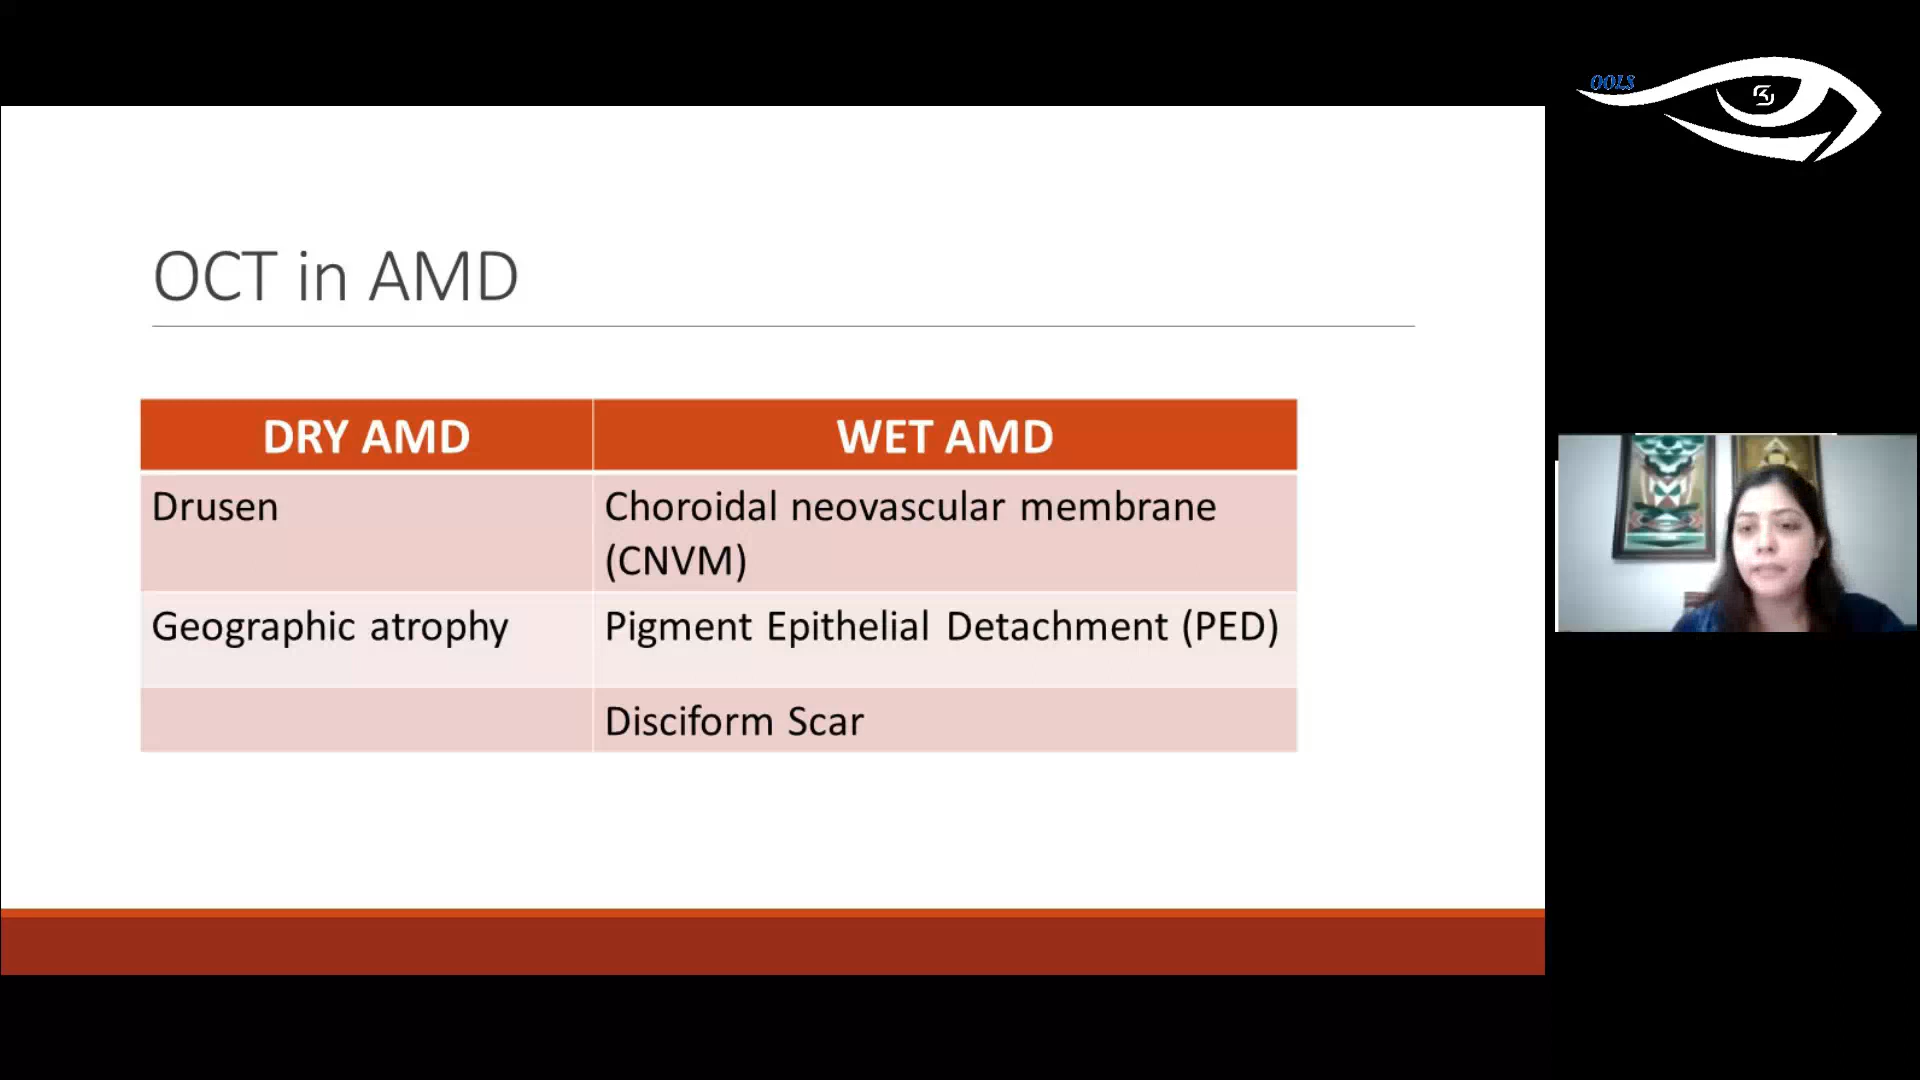 OOLS
OCT in AMD
DRY AMD
WET AMD
Drusen
Choroidal neovascular membrane
(CNVM)
Geographic atrophy
Pigment Epithelial Detachment (PED)
Disciform Scar